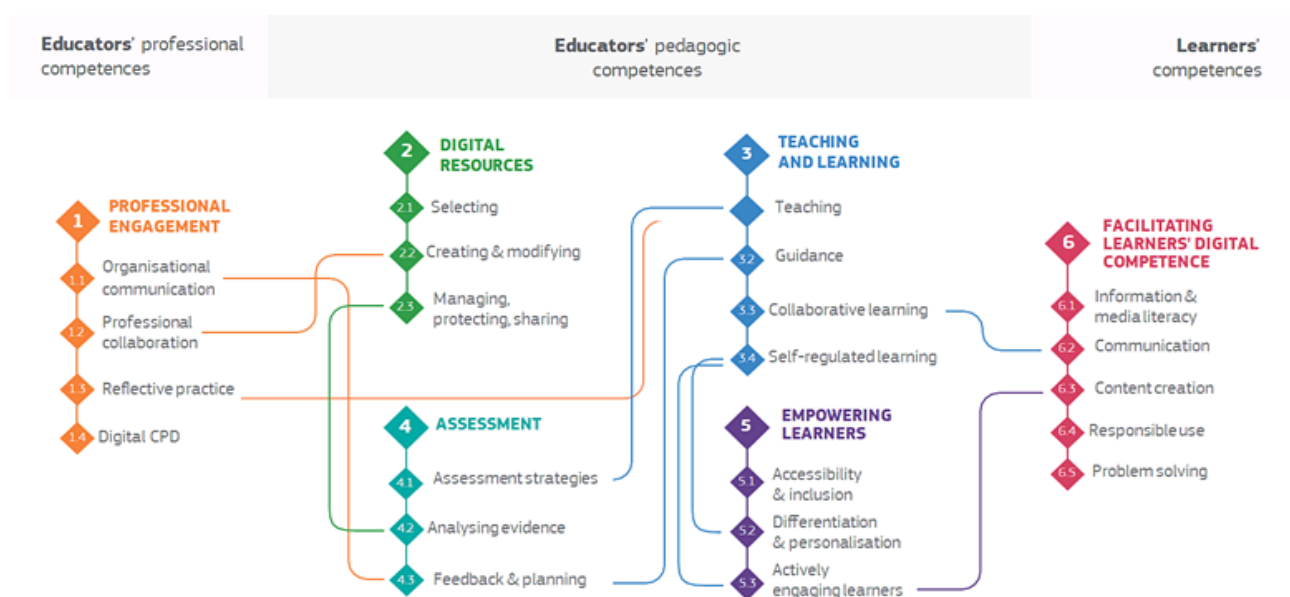 Educators' professional
competences
Educators' pedagogic
competences
Learners'
competences
1
PROFESSIONAL
ENGAGEMENT
1.1
Organisational
communication
1.2
Professional
collaboration
1.3
Reflective practice
1.4
Digital CPD
2
DIGITAL
RESOURCES
2.1
Selecting
2.2
Creating & modifying
2.3
Managing,
protecting, sharing
3
TEACHING
AND LEARNING
Teaching
3.2
Guidance
3.3
Collaborative learning
3.4
Self-regulated learning
4
ASSESSMENT
4.1
Assessment strategies
4.2
Analysing evidence
4.3
Feedback & planning
5
EMPOWERING
LEARNERS
5.1
Accessibility
& inclusion
5.2
Differentiation
& personalisation
5.3
Actively
engaging learners
6
FACILITATING
LEARNERS' DIGITAL
COMPETENCE
6.1
Information &
media literacy
6.2
Communication
6.3
Content creation
6.4
Responsible use
6.5
Problem solving